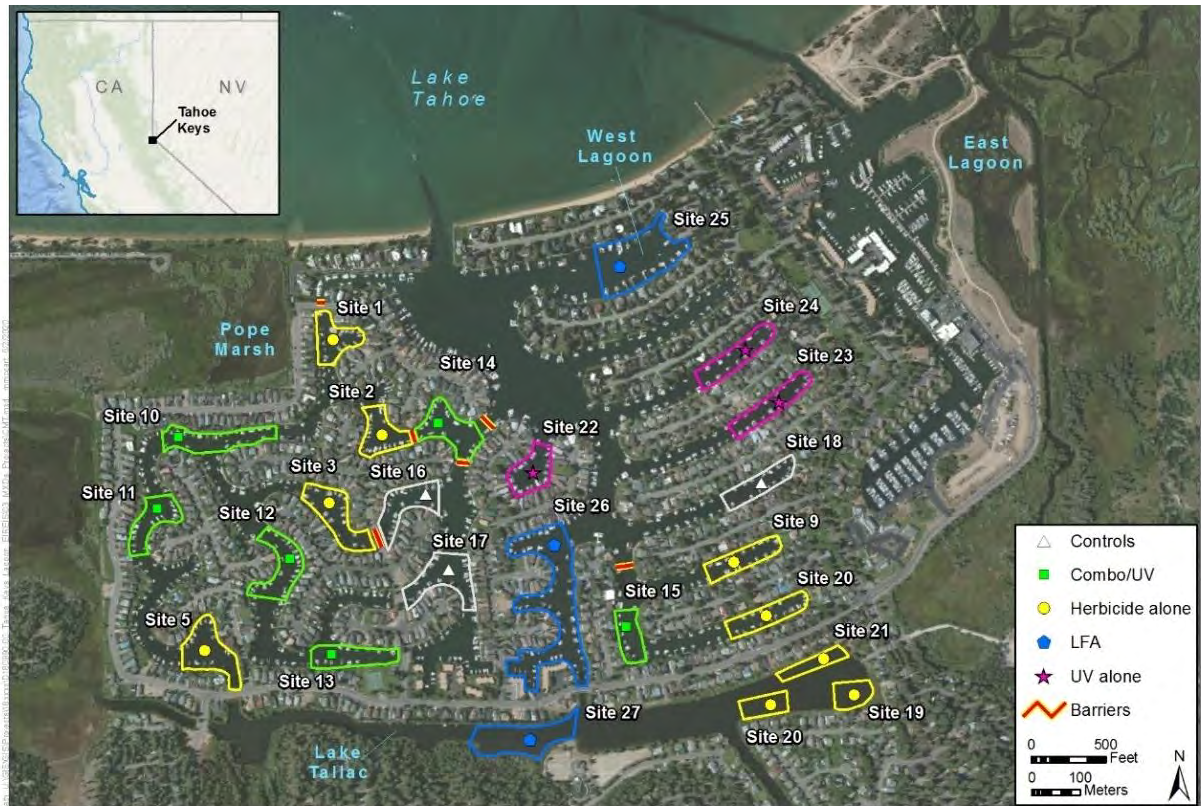 CA
NV
Tahoe
Keys
Lake
Tahoe
West
Lagoon
East
Lagoon
Site 25
Site 1
Pope
Marsh
Site 24
Site 14
Site 23
Site 2
Site 10
Site 22
Site 18
Site 3
Site 16
Site 11
Site 26
Site 12
Site 9
Site 17
Site 15
Site 20
Site 5
Site 21
Site 13
Site 27
Site 19
Site 20
Lake
Tallac
Controls
Combo/UV
Herbicide alone
LFA
UV alone
Barriers
0 500
Feet
0 100
Meters
N